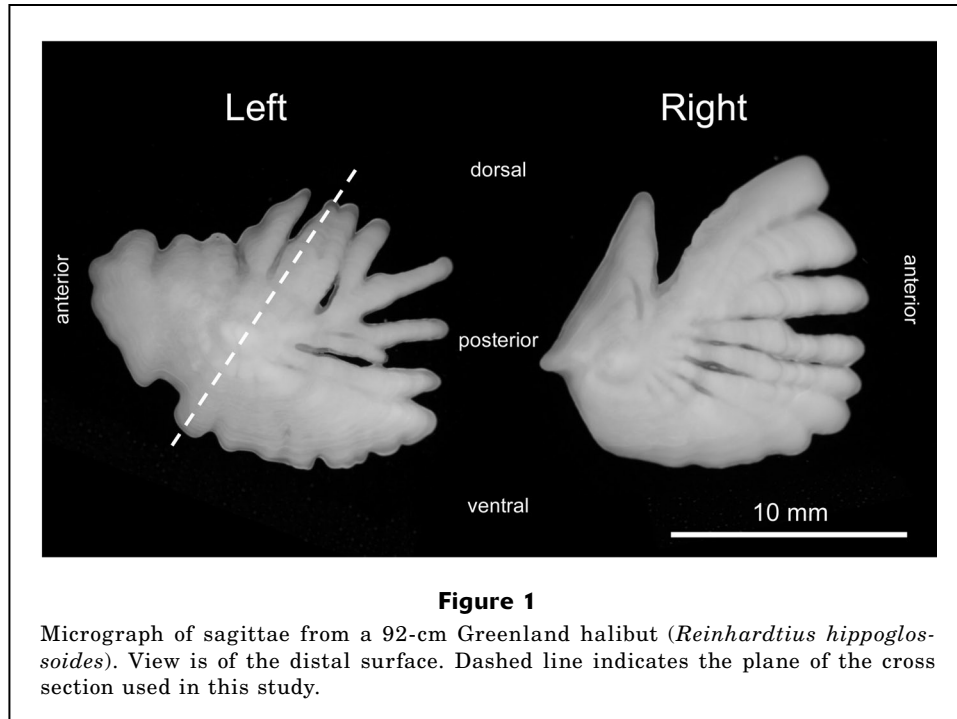 Left
Right
dorsal
anterior
anterior
posterior
ventral
10 mm
Figure 1
Micrograph of sagittae from a 92-cm Greenland halibut (Reinhardtius hippoglos-
soides). View is of the distal surface. Dashed line indicates the plane of the cross
section used in this study.